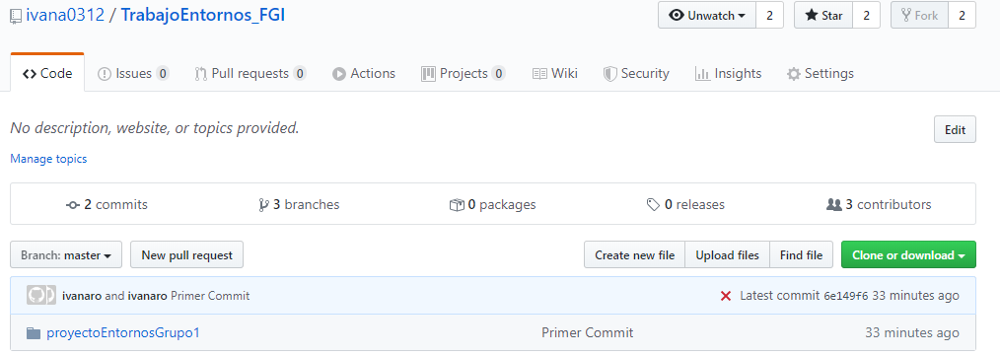 ivana0312 / TrabajoEntornos_FGI Unwatch 2 Star 2 Fork 2
Code Issues 0 Pull requests 0 Actions Projects 0 Wiki Security Insights Settings
No description, website, or topics provided. Edit
Manage topics
2 commits 3 branches 0 packages 0 releases 3 contributors
Branch: master New pull request Create new file Upload files Find file Clone or download
ivanaro and ivanaro Primer Commit Latest commit 6e149f6 33 minutes ago
proyectoEntornosGrupo1 Primer Commit 33 minutes ago